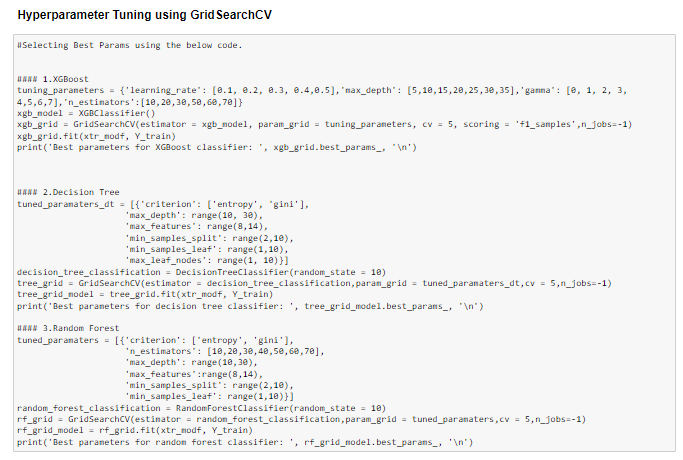 Hyperparameter Tuning using GridSearchCV
#Selecting Best Params using the below code.
#### 1.XGBoost
tuning_parameters = {'learning_rate': [0.1, 0.2, 0.3, 0.4,0.5],'max_depth': [5,10,15,20,25,30,35],'gamma': [0, 1, 2, 3,
4,5,6,7],'n_estimators':[10,20,30,50,60,70]}
xgb_model = XGBClassifier()
xgb_grid = GridSearchCV(estimator = xgb_model, param_grid = tuning_parameters, cv = 5, scoring = 'f1_samples',n_jobs=-1)
xgb_grid.fit(xtr_modf, Y_train)
print('Best parameters for XGBoost classifier: ', xgb_grid.best_params_, '\n')
#### 2.Decision Tree
tuned_paramaters_dt = [{'criterion': ['entropy', 'gini'],
'max_depth': range(10, 30),
'max_features': range(8,14),
'min_samples_split': range(2,10),
'min_samples_leaf': range(1,10),
'max_leaf_nodes': range(1, 10)}]
decision_tree_classification = DecisionTreeClassifier(random_state = 10)
tree_grid = GridSearchCV(estimator = decision_tree_classification,param_grid = tuned_paramaters_dt,cv = 5,n_jobs=-1)
tree_grid_model = tree_grid.fit(xtr_modf, Y_train)
print('Best parameters for decision tree classifier: ', tree_grid_model.best_params_, '\n')
#### 3.Random Forest
tuned_paramaters = [{'criterion': ['entropy', 'gini'],
'n_estimators': [10,20,30,40,50,60,70],
'max_depth': range(10,30),
'max_features':range(8,14),
'min_samples_split': range(2,10),
'min_samples_leaf': range(1,10)}]
random_forest_classification = RandomForestClassifier(random_state = 10)
rf_grid = GridSearchCV(estimator = random_forest_classification,param_grid = tuned_paramaters,cv = 5,n_jobs=-1)
rf_grid_model = rf_grid.fit(xtr_modf, Y_train)
print('Best parameters for random forest classifier: ', rf_grid_model.best_params_, '\n')